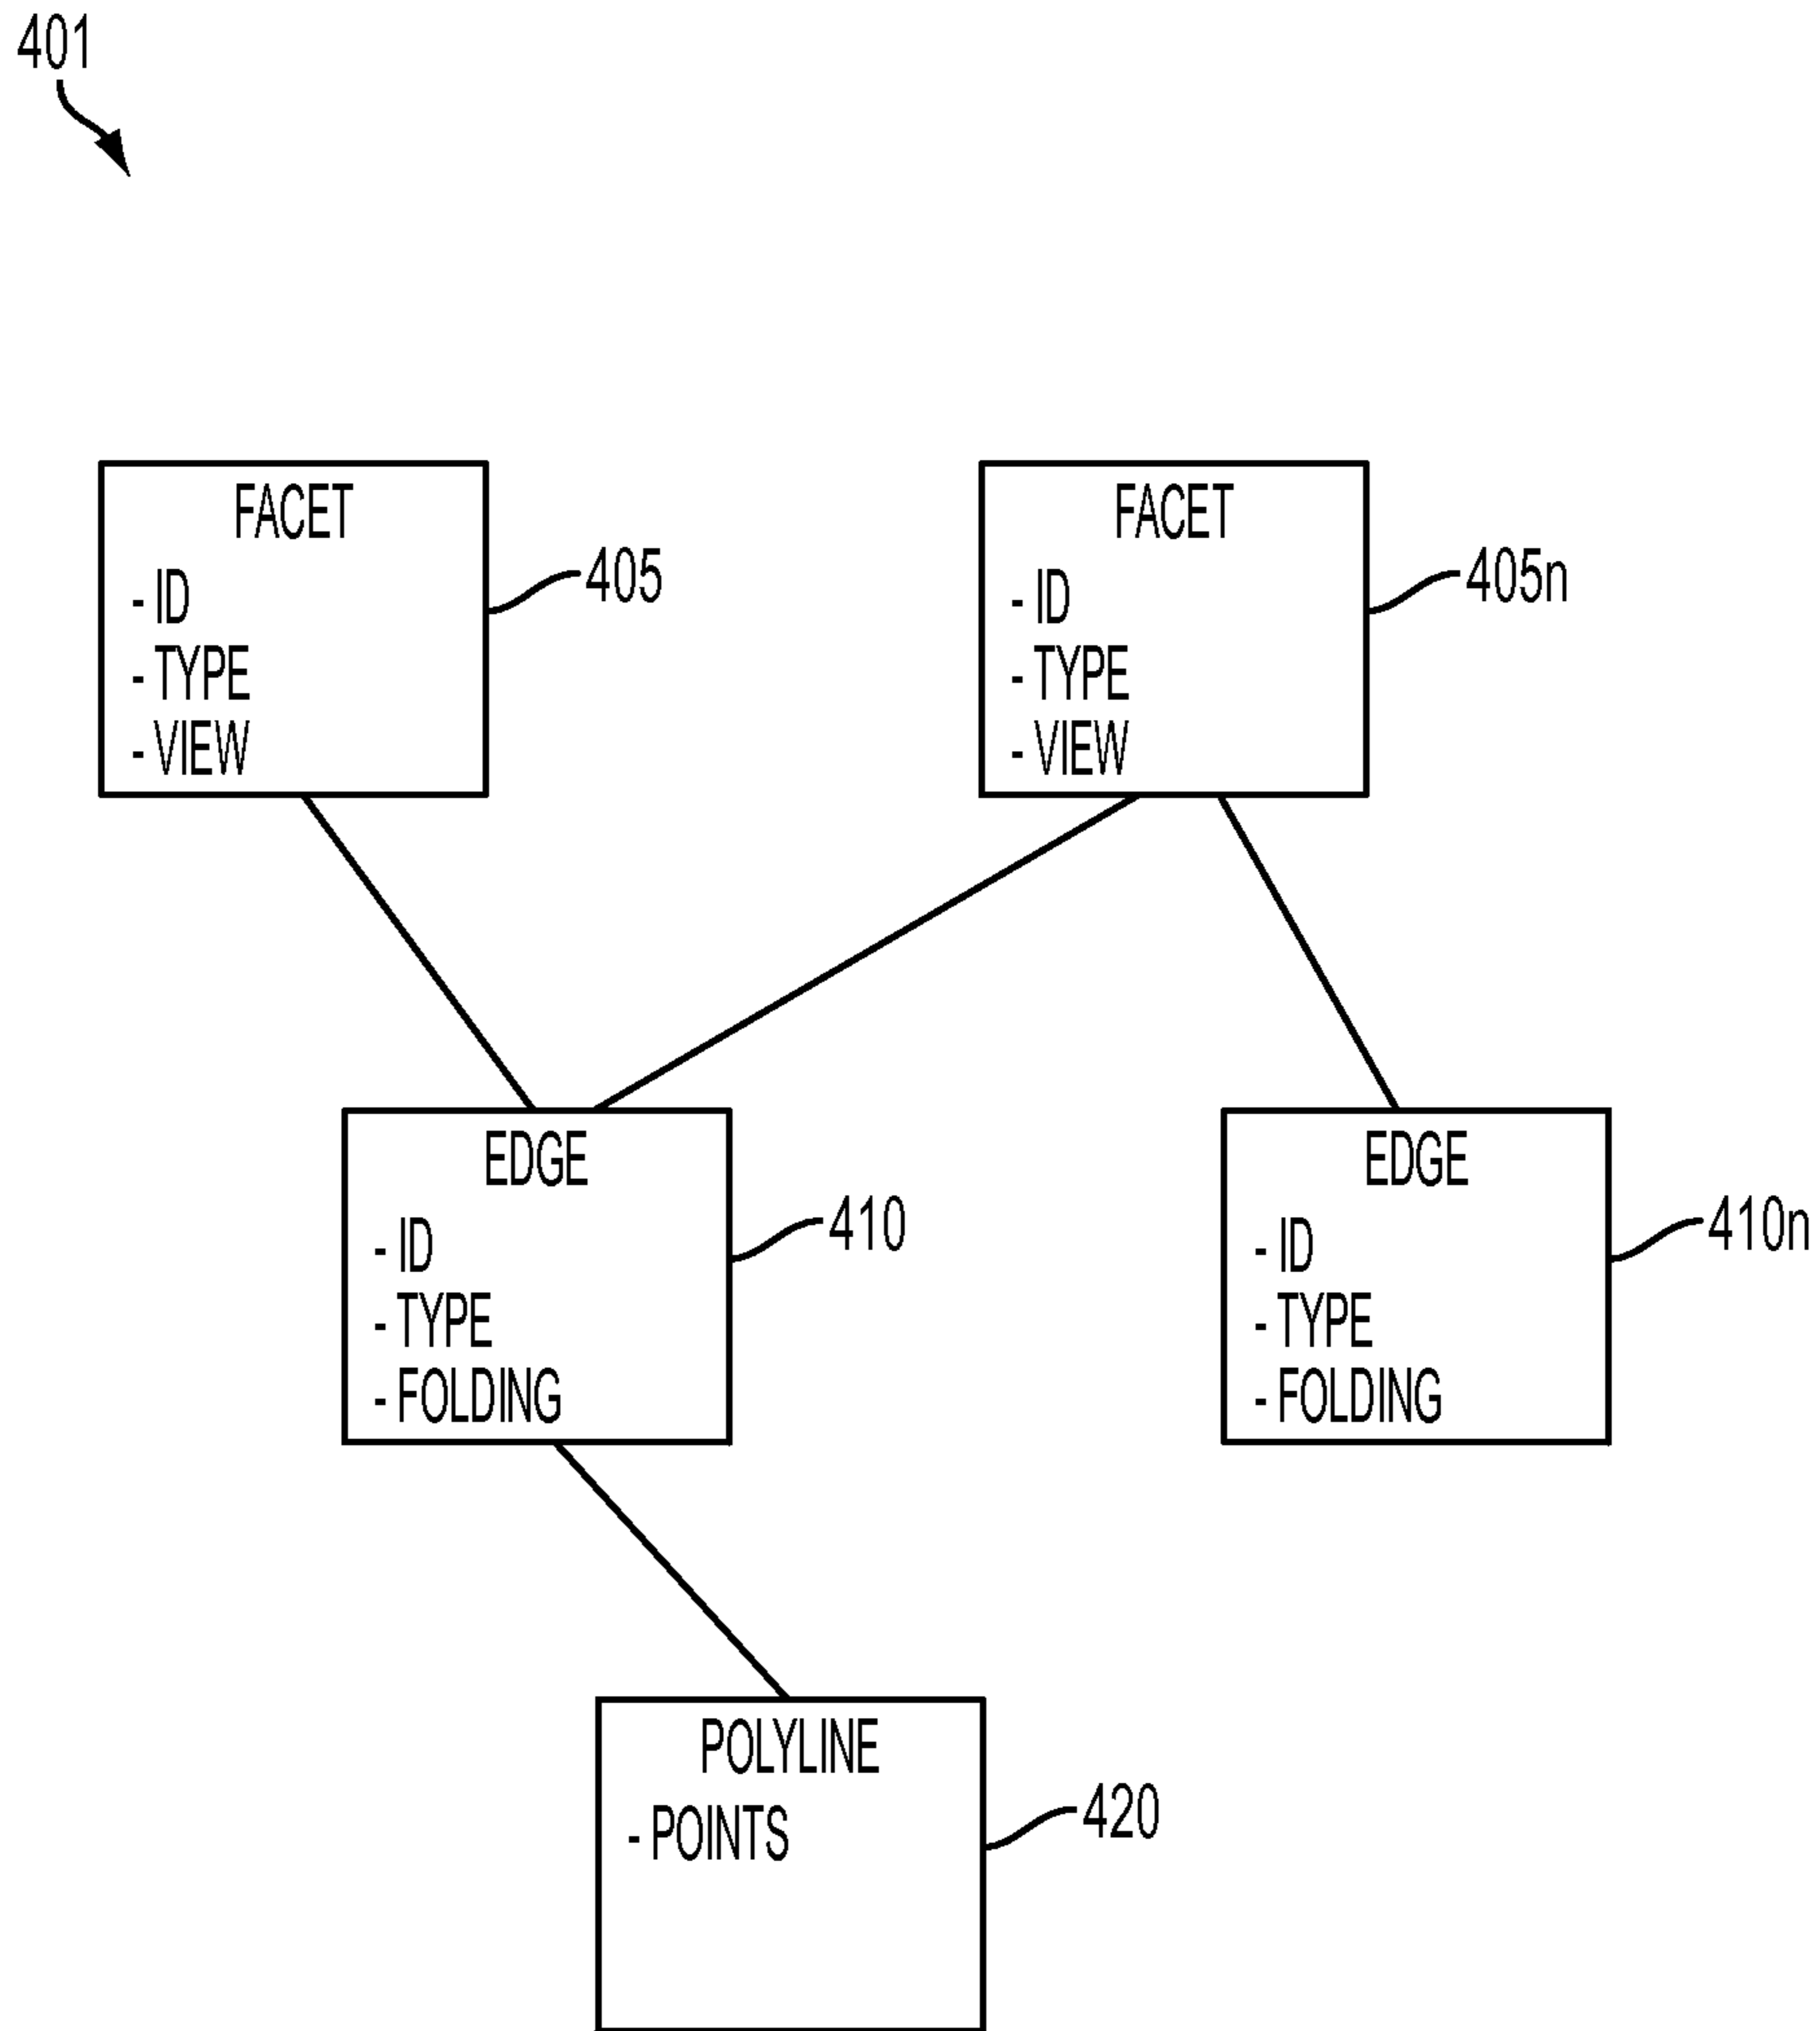 401
FACET
- ID
- TYPE
- VIEW
405
FACET
- ID
- TYPE
- VIEW
405n
EDGE
- ID
- TYPE
- FOLDING
410
EDGE
- ID
- TYPE
- FOLDING
410n
POLYLINE
- POINTS
420